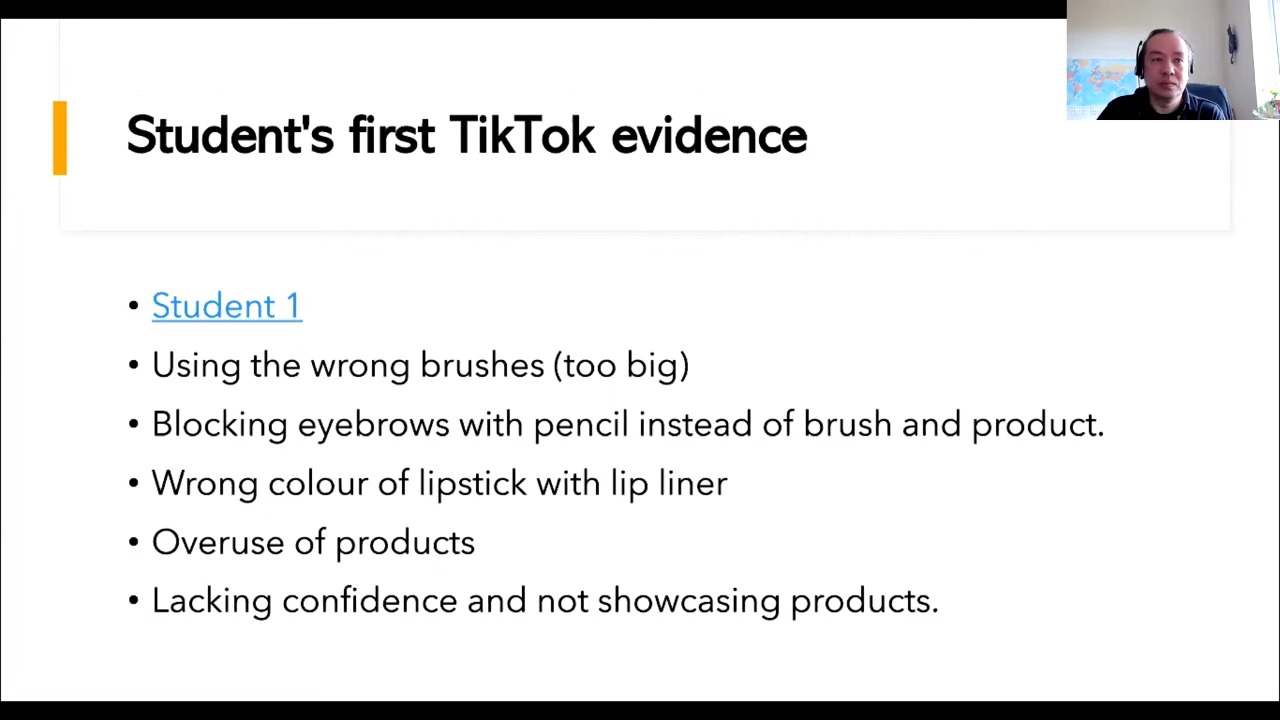 Student's first TikTok evidence
• Student 1
• Using the wrong brushes (too big)
• Blocking eyebrows with pencil instead of brush and product.
• Wrong colour of lipstick with lip liner
• Overuse of products
• Lacking confidence and not showcasing products.